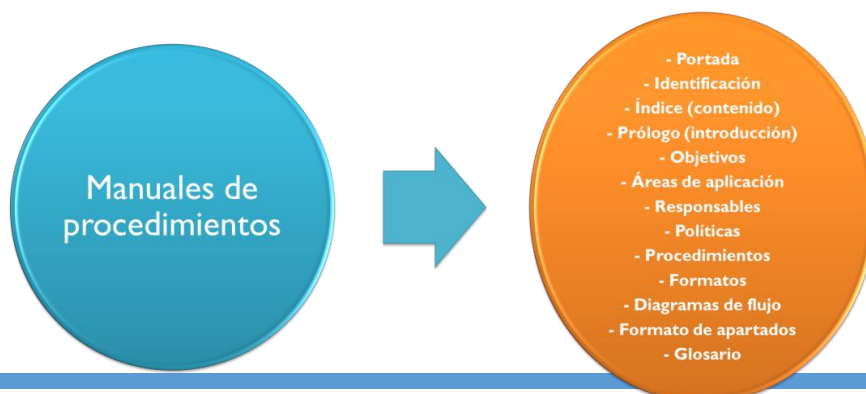 Manuales de
procedimientos
- Portada
- Identificación
- Índice (contenido)
- Prólogo (introducción)
- Objetivos
- Áreas de aplicación
- Responsables
- Políticas
- Procedimientos
- Formatos
- Diagramas de flujo
- Formato de apartados
- Glosario